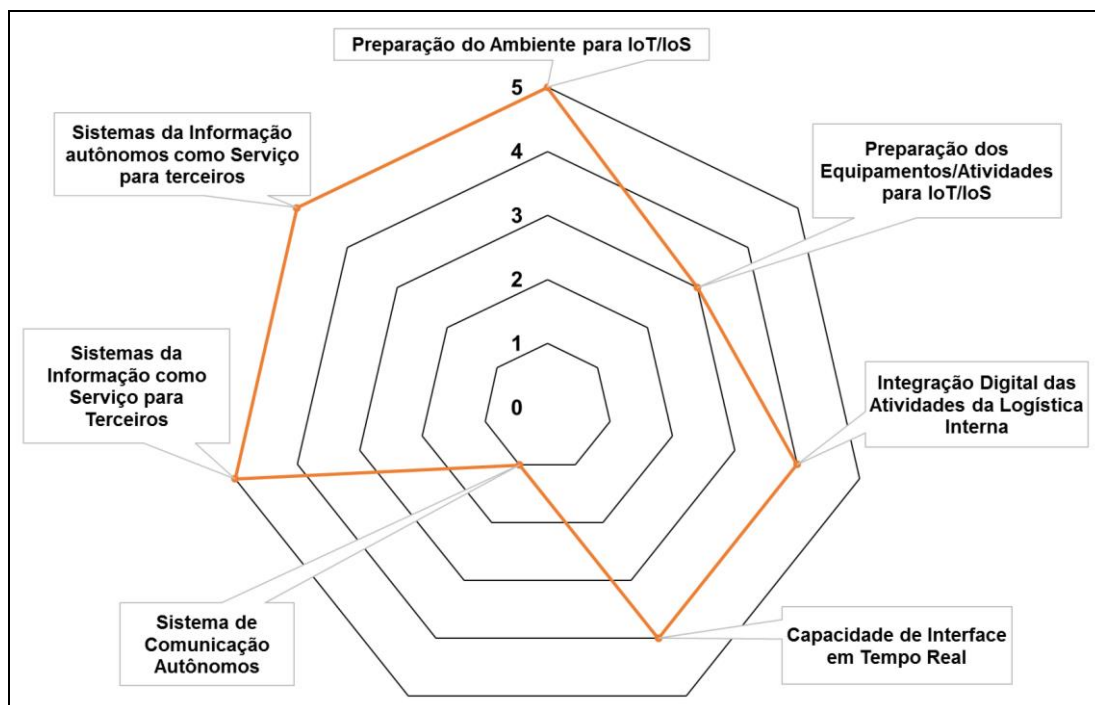 Preparação do Ambiente para IoT/IoS
5
Sistemas da Informação
autônomos como Serviço
para terceiros
4
Preparação dos
Equipamentos/Atividades
para IoT/IoS
3
2
1
Sistemas da
Informação como
Serviço para
Terceiros
Integração Digital das
Atividades da Logística
Interna
0
Sistema de
Comunicação
Autônomos
Capacidade de Interface
em Tempo Real